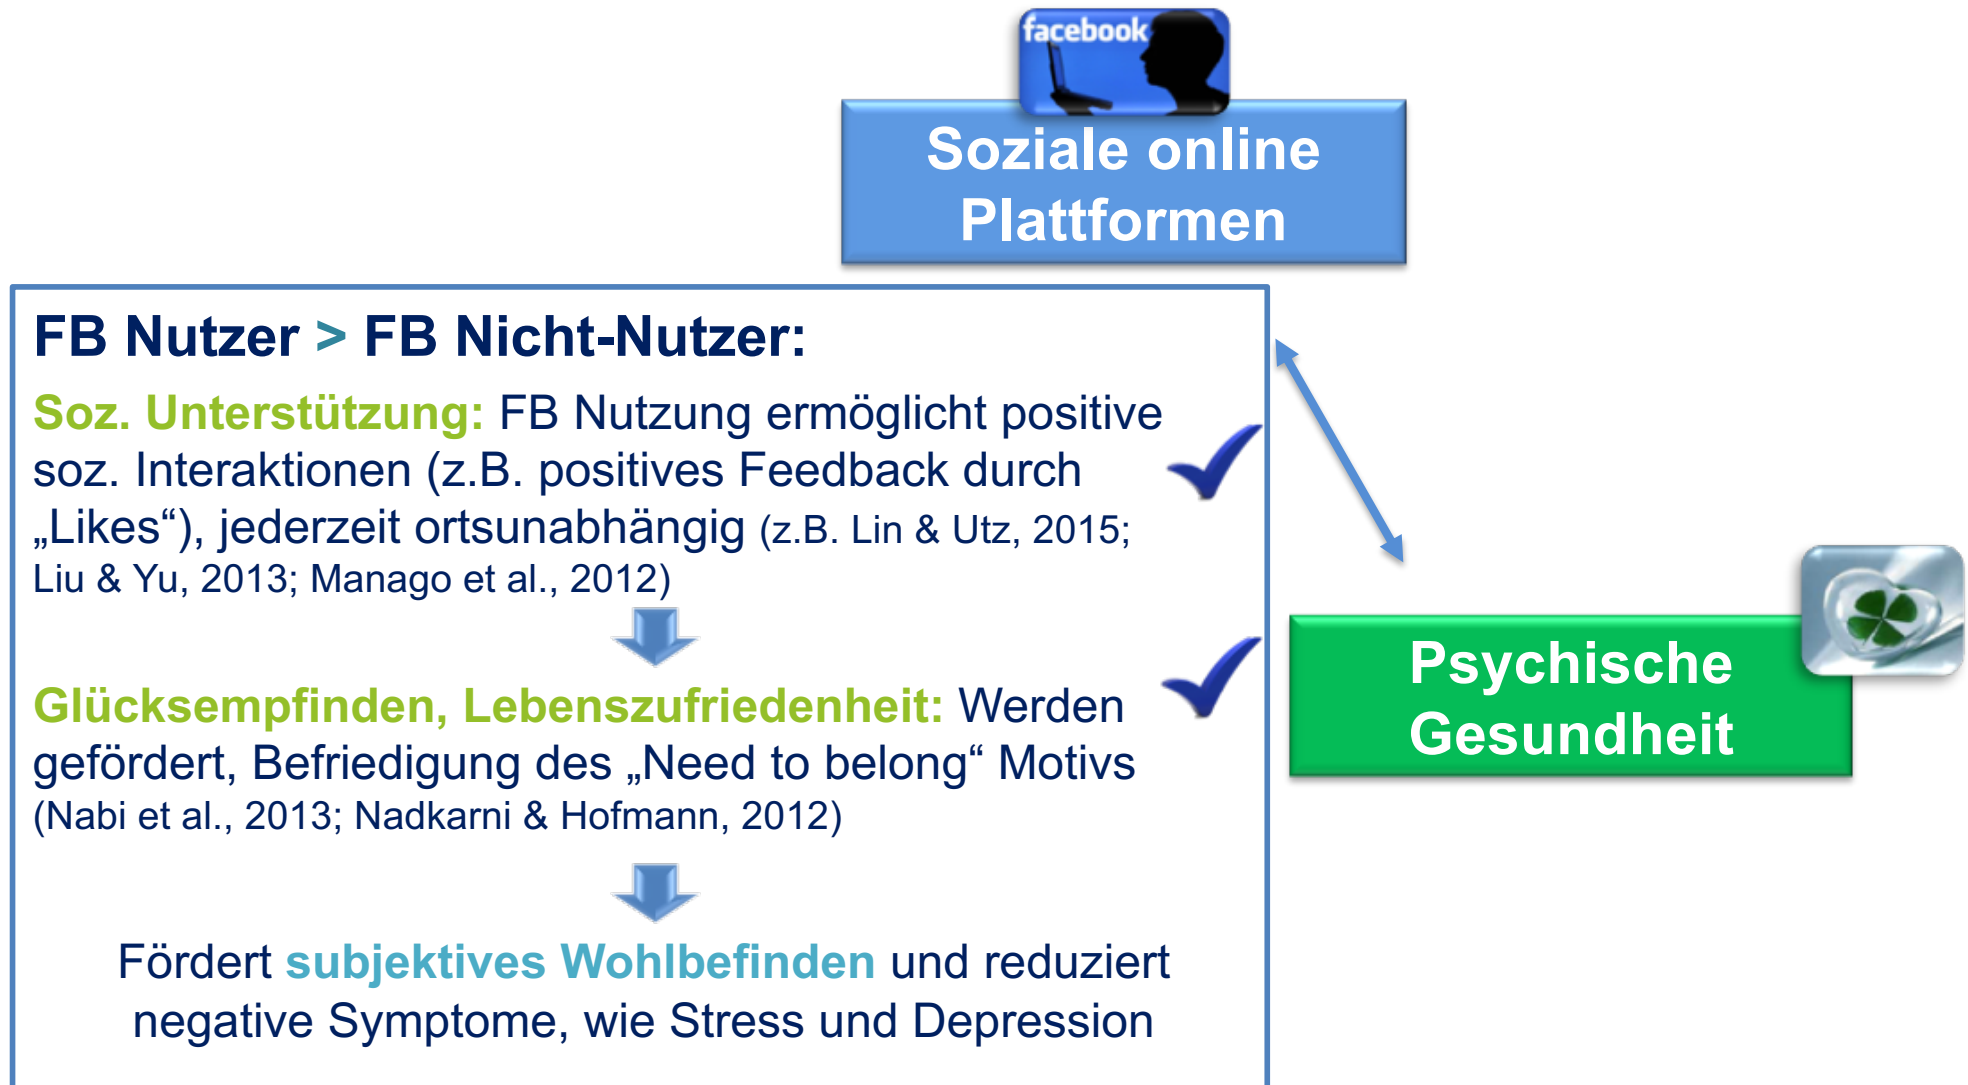 facebook
Soziale online
Plattformen
FB Nutzer > FB Nicht-Nutzer:
Soz. Unterstützung: FB Nutzung ermöglicht positive
soz. Interaktionen (z.B. positives Feedback durch
„Likes“), jederzeit ortsunabhängig (z.B. Lin & Utz, 2015;
Liu & Yu, 2013; Manago et al., 2012)
Glücksempfinden, Lebenszufriedenheit: Werden
gefördert, Befriedigung des „Need to belong“ Motivs
(Nabi et al., 2013; Nadkarni & Hofmann, 2012)
Fördert subjektives Wohlbefinden und reduziert
negative Symptome, wie Stress und Depression
Psychische
Gesundheit